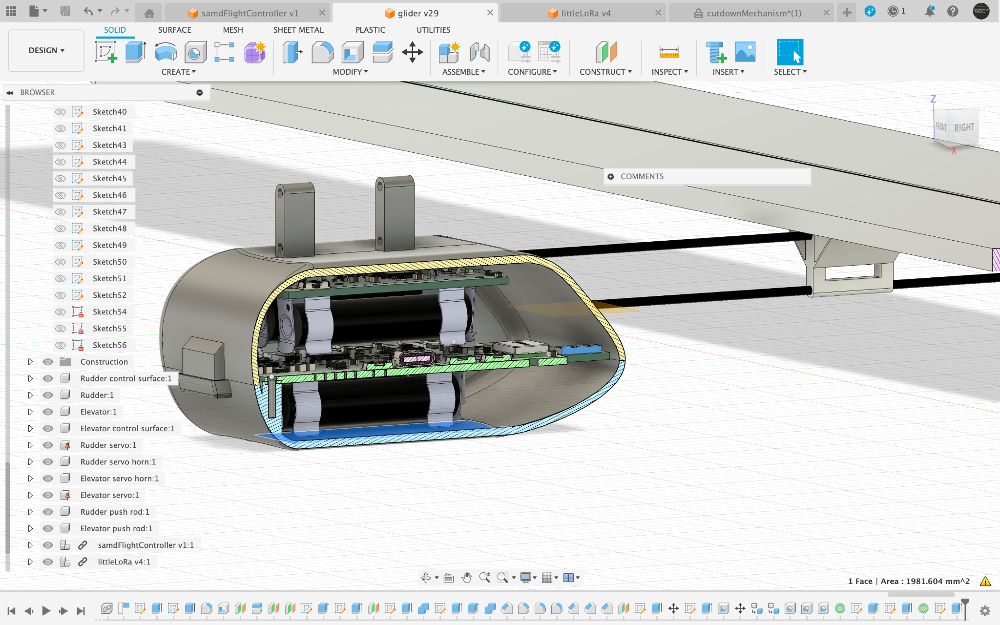 samdFlightController v1
glider v29
littleLoRa v4
cutdownMechanism*(1)
1
DESIGN
SOLID
SURFACE
MESH
SHEET METAL
PLASTIC
UTILITIES
CREATE
MODIFY
ASSEMBLE
CONFIGURE
CONSTRUCT
INSPECT
INSERT
SELECT
BROWSER
Sketch40
Sketch41
Sketch43
Sketch44
Sketch45
Sketch46
Sketch47
Sketch48
Sketch49
Sketch50
Sketch51
Sketch52
Sketch54
Sketch55
Sketch56
Construction
Rudder control surface:1
Rudder:1
Elevator:1
Elevator control surface:1
Rudder servo:1
Rudder servo horn:1
Elevator servo horn:1
Elevator servo:1
Rudder push rod:1
Elevator push rod:1
samdFlightController v1:1
littleLoRa v4:1
COMMENTS
Z
FRONT
RIGHT
X
1 Face | Area : 1981.604 mm^2